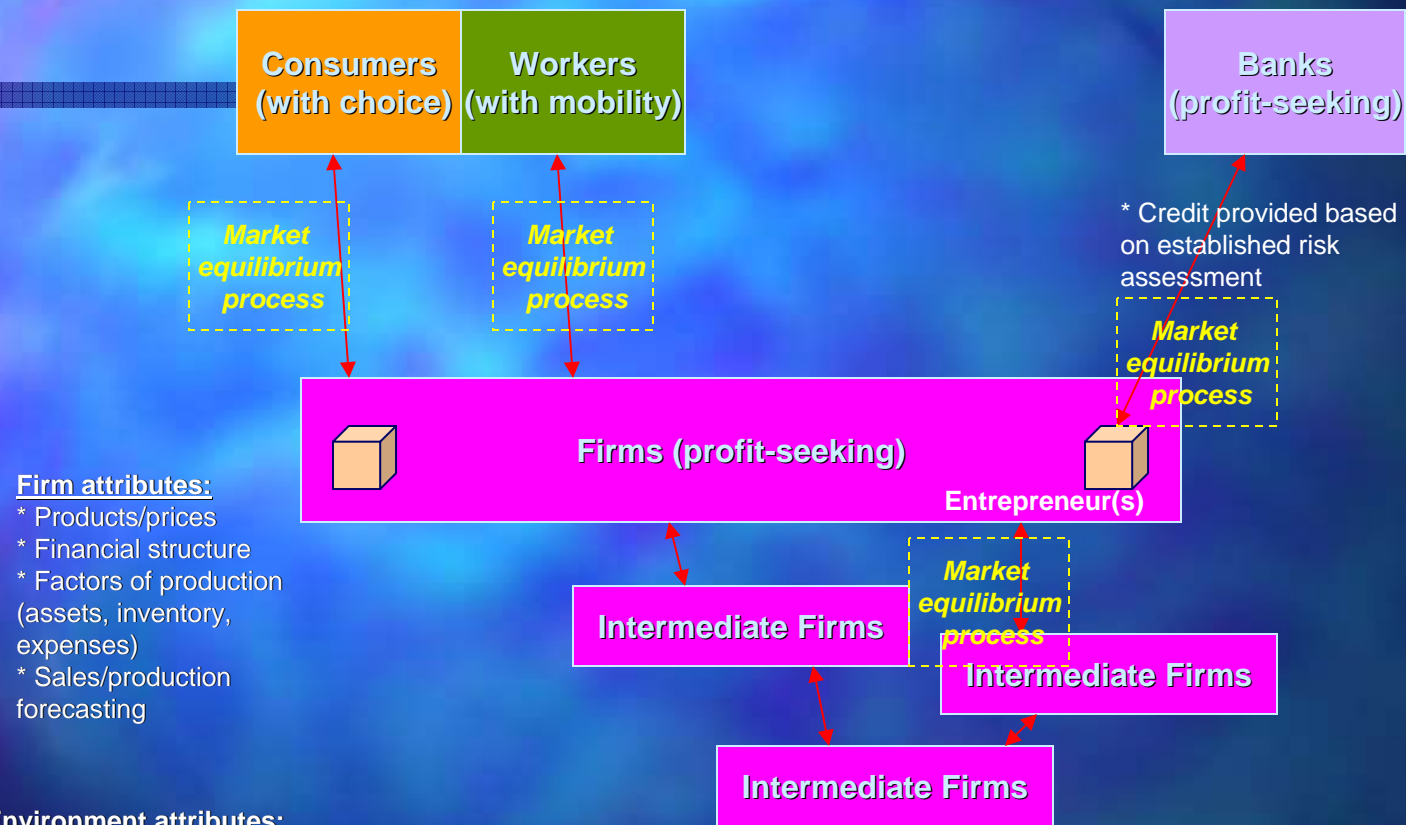 Consumers
(with choice)
Workers
(with mobility)
Banks
(profit-seeking)
Market
equilibrium
process
Market
equilibrium
process
* Credit provided based
on established risk
assessment
Market
equilibrium
process
Firms (profit-seeking)
Entrepreneur(s)
Firm attributes:
* Products/prices
* Financial structure
* Factors of production
(assets, inventory,
expenses)
* Sales/production
forecasting
Market
equilibrium
process
Intermediate Firms
Intermediate Firms
Intermediate Firms
Environment attributes: